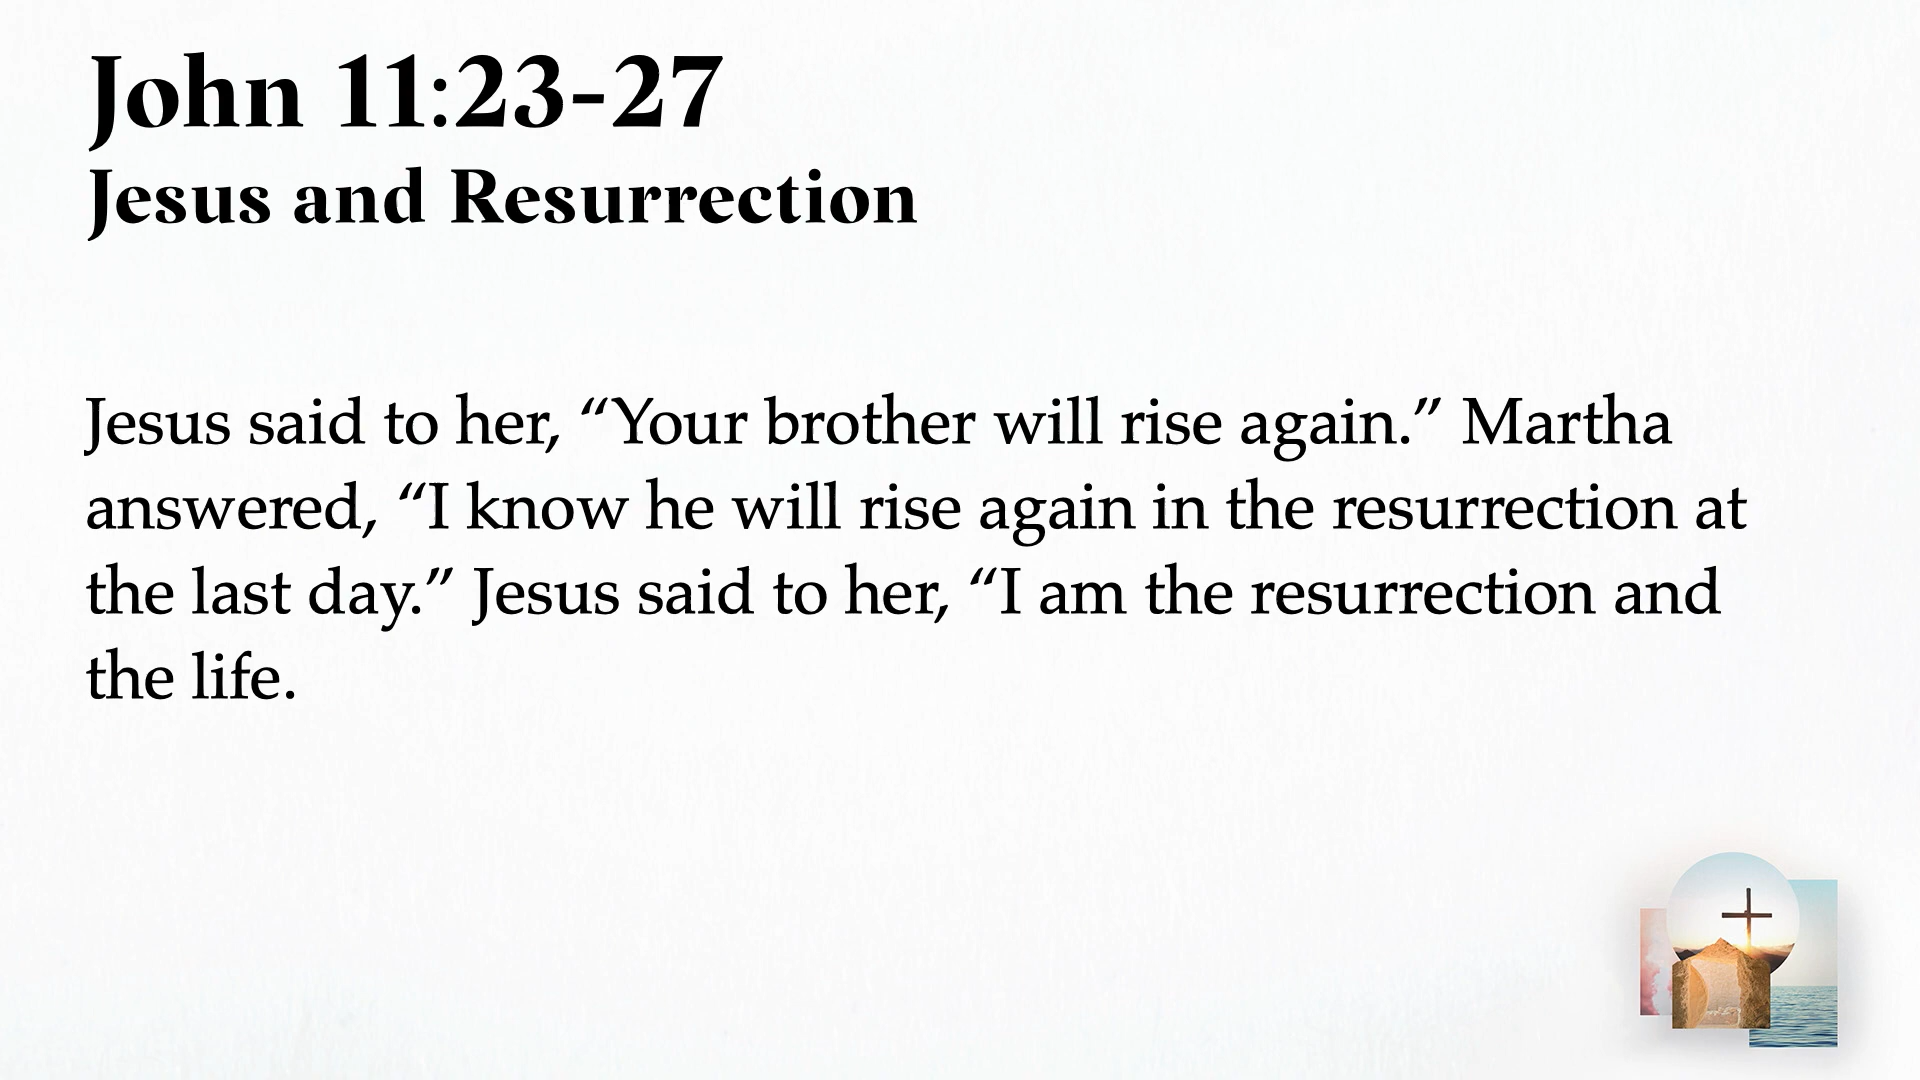 John 11:23-27
Jesus and Resurrection
Jesus said to her, “Your brother will rise again.” Martha
answered, “I know he will rise again in the resurrection at
the last day.” Jesus said to her, “I am the resurrection and
the life.